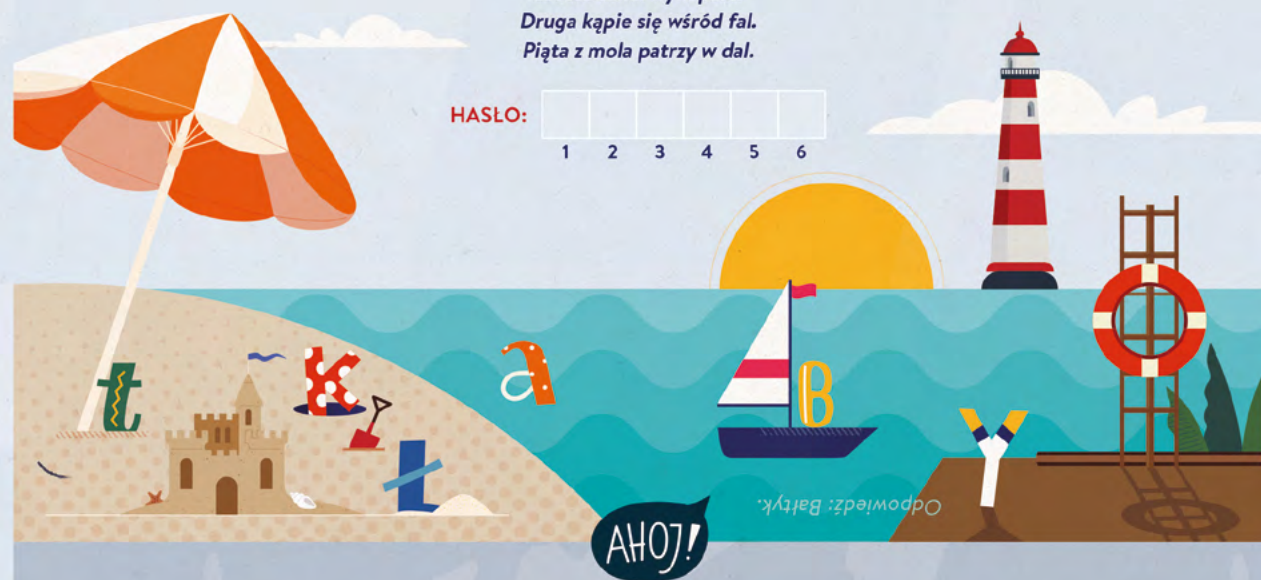 Druga kąpie się wśród fal.
Piąta z mola patrzy w dal.
HASŁO:
1 2 3 4 5 6
t
k
a
B
Ł
y
Odpowiedź: Bałtyk.
AHOJ!